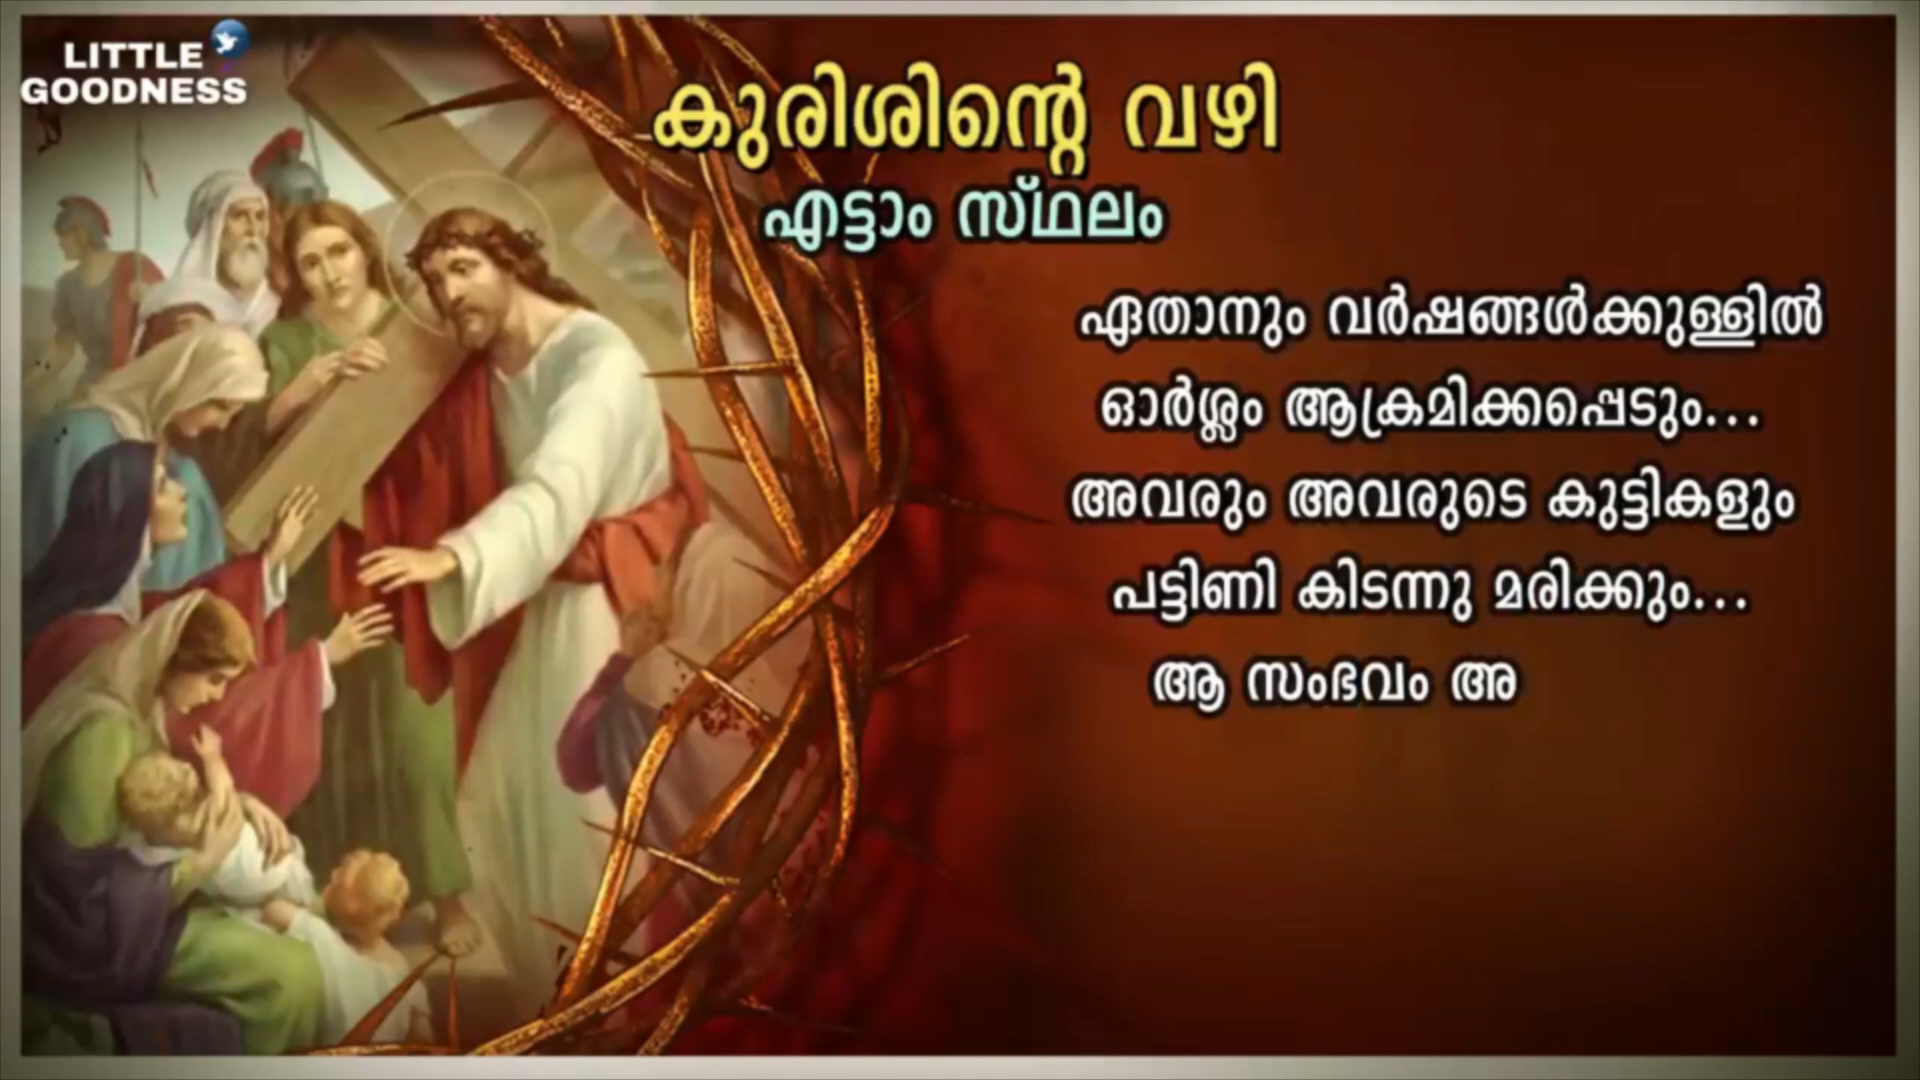 LITTLE
GOODNESS
കുരിശിന്റെ വഴി
എട്ടാം സ്ഥലം
ഏതാനും വർഷങ്ങൾക്കുള്ളിൽ
ഓർശ്ലം ആക്രമിക്കപ്പെടും...
അവരും അവരുടെ കുട്ടികളും
പട്ടിണി കിടന്നു മരിക്കും...
ആ സംഭവം അ